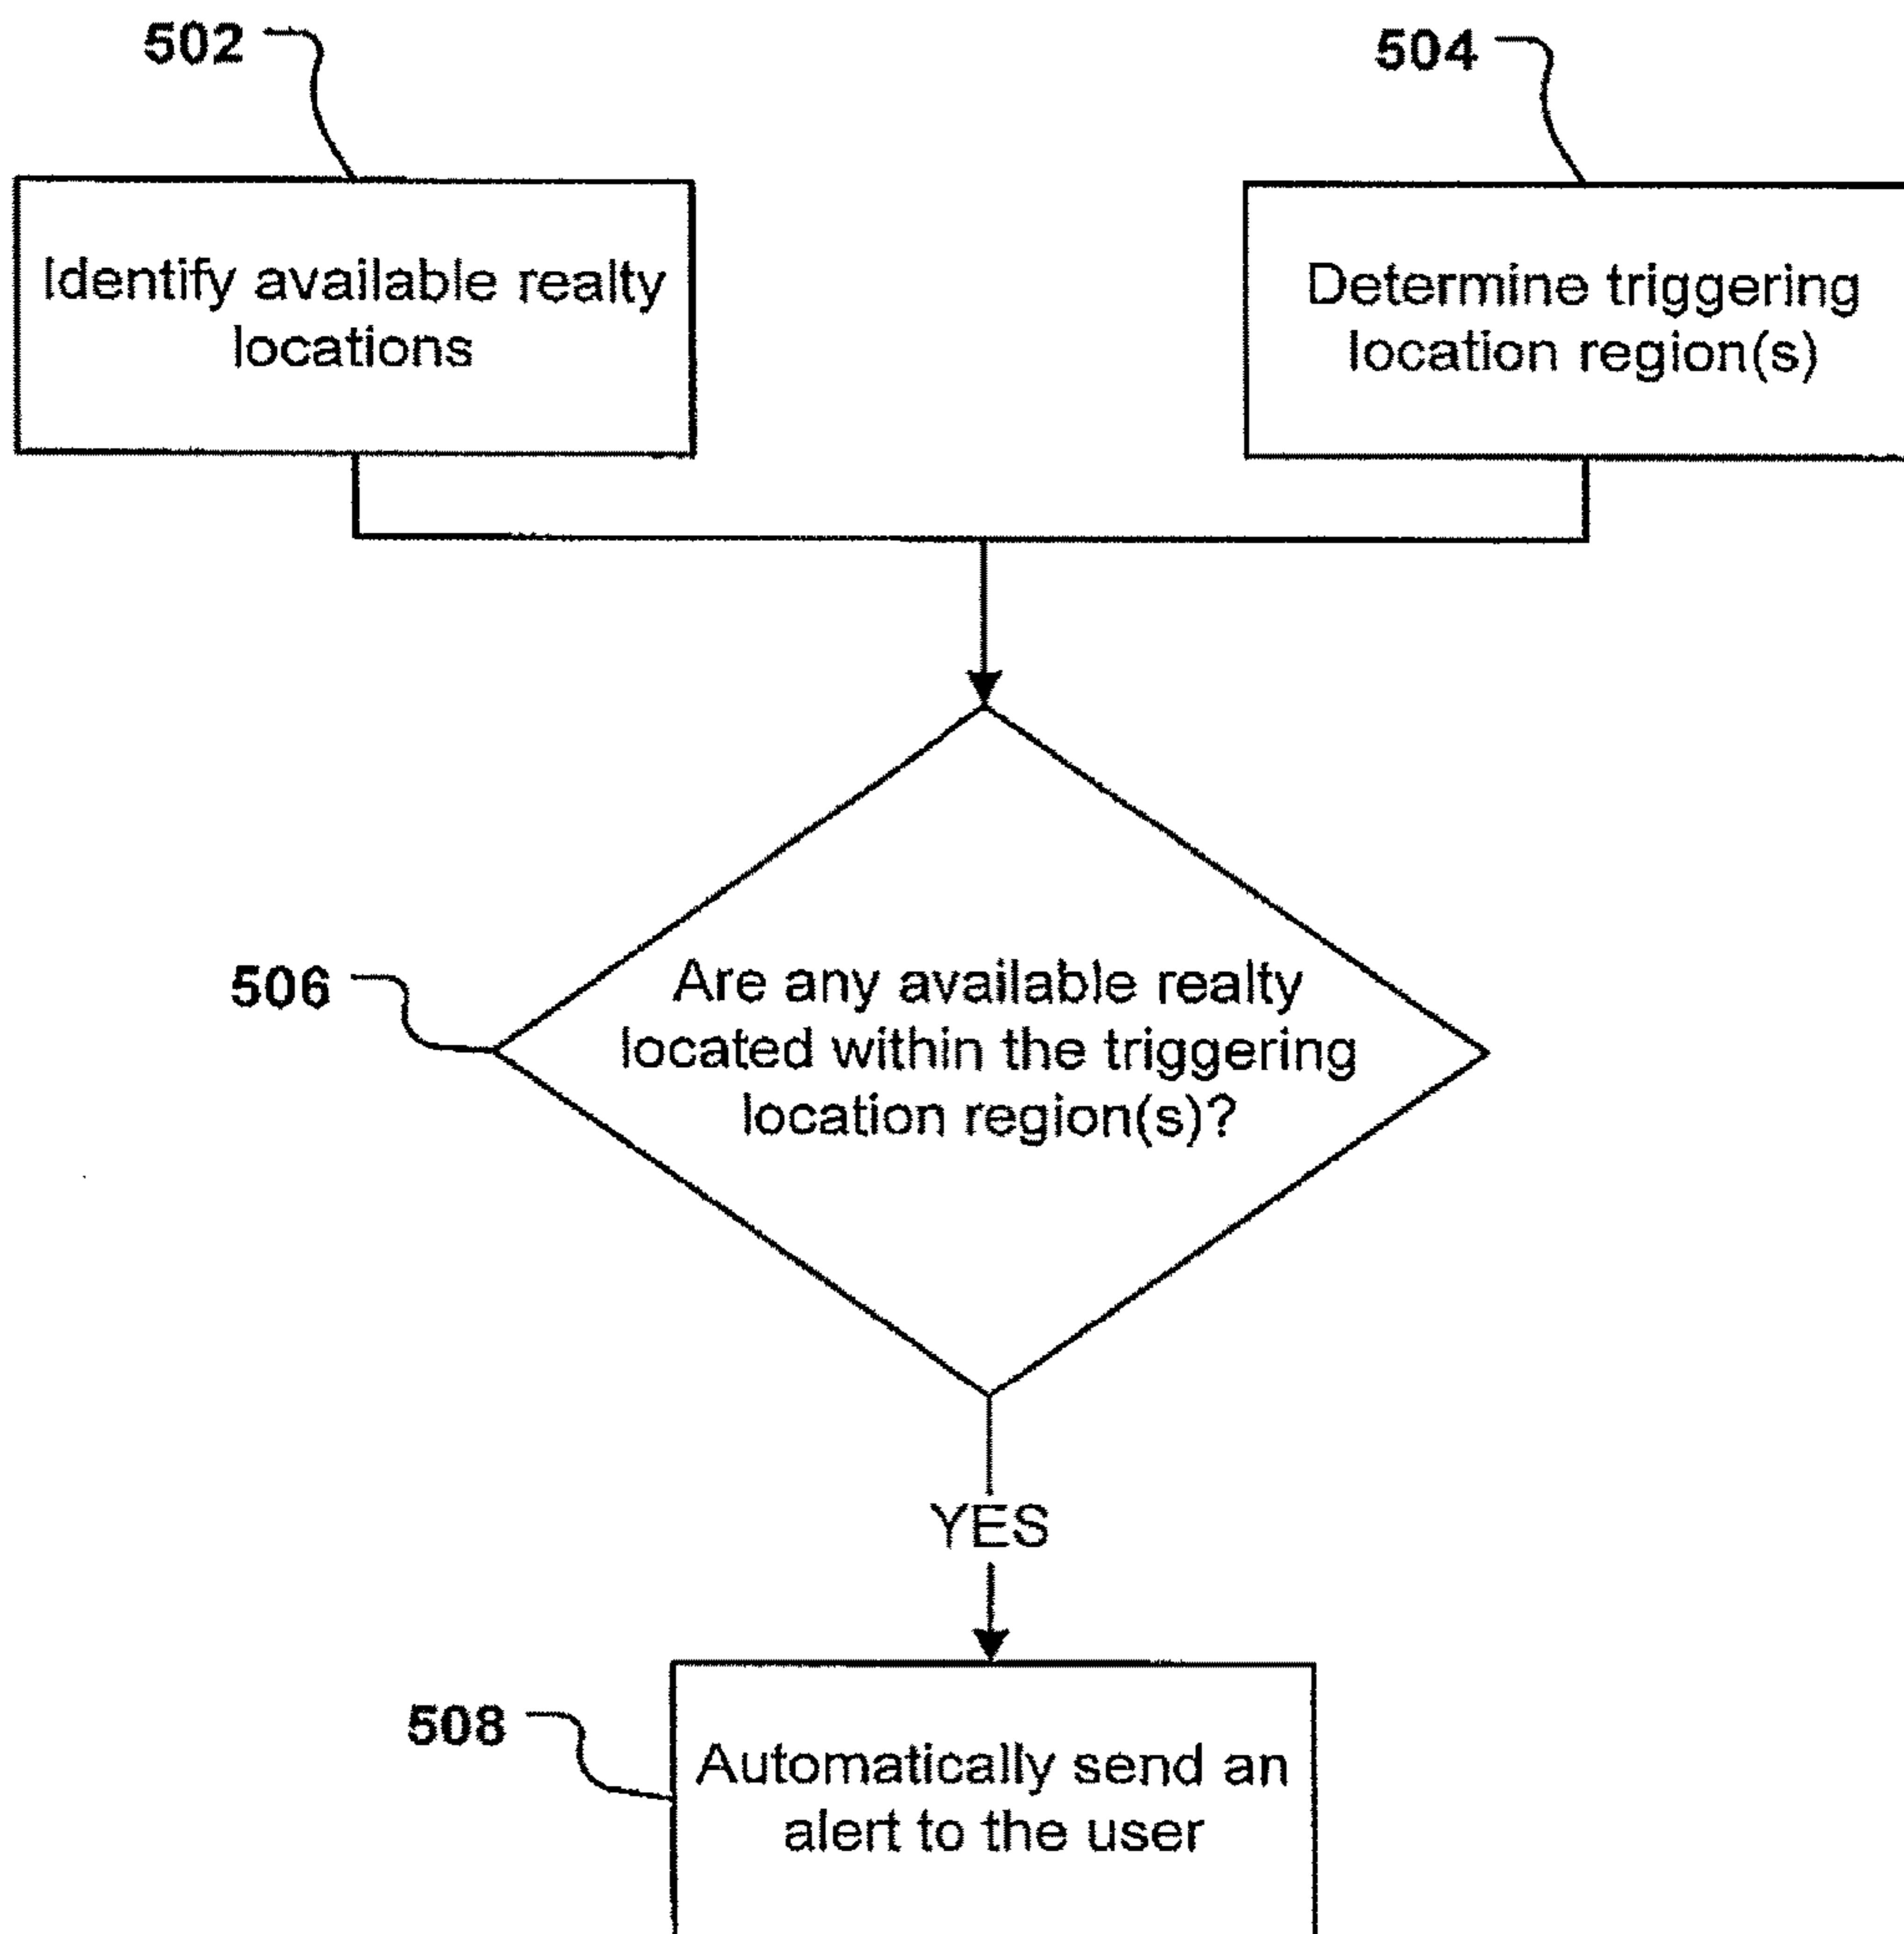 502
504
Identify available realty
locations
Determine triggering
location region(s)
506
Are any available realty
located within the triggering
location region(s)?
YES
508
Automatically send an
alert to the user